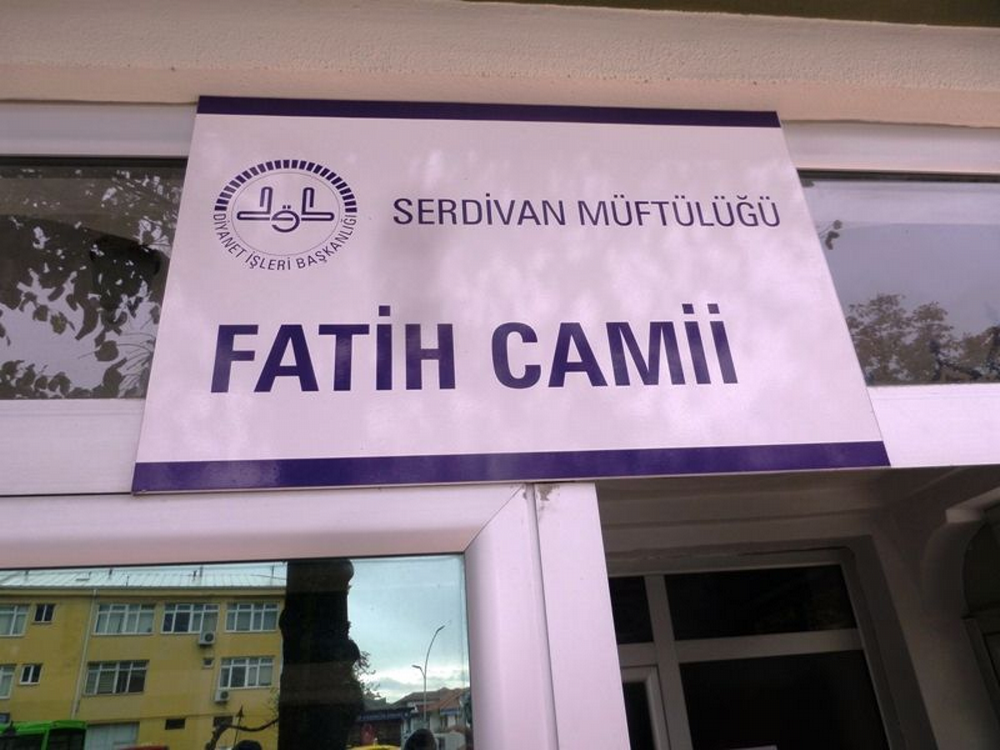 DİYANET İŞLERİ BAŞKANLIĞI
SERDİVAN MÜFTÜLÜĞÜ
FATİH CAMİİ